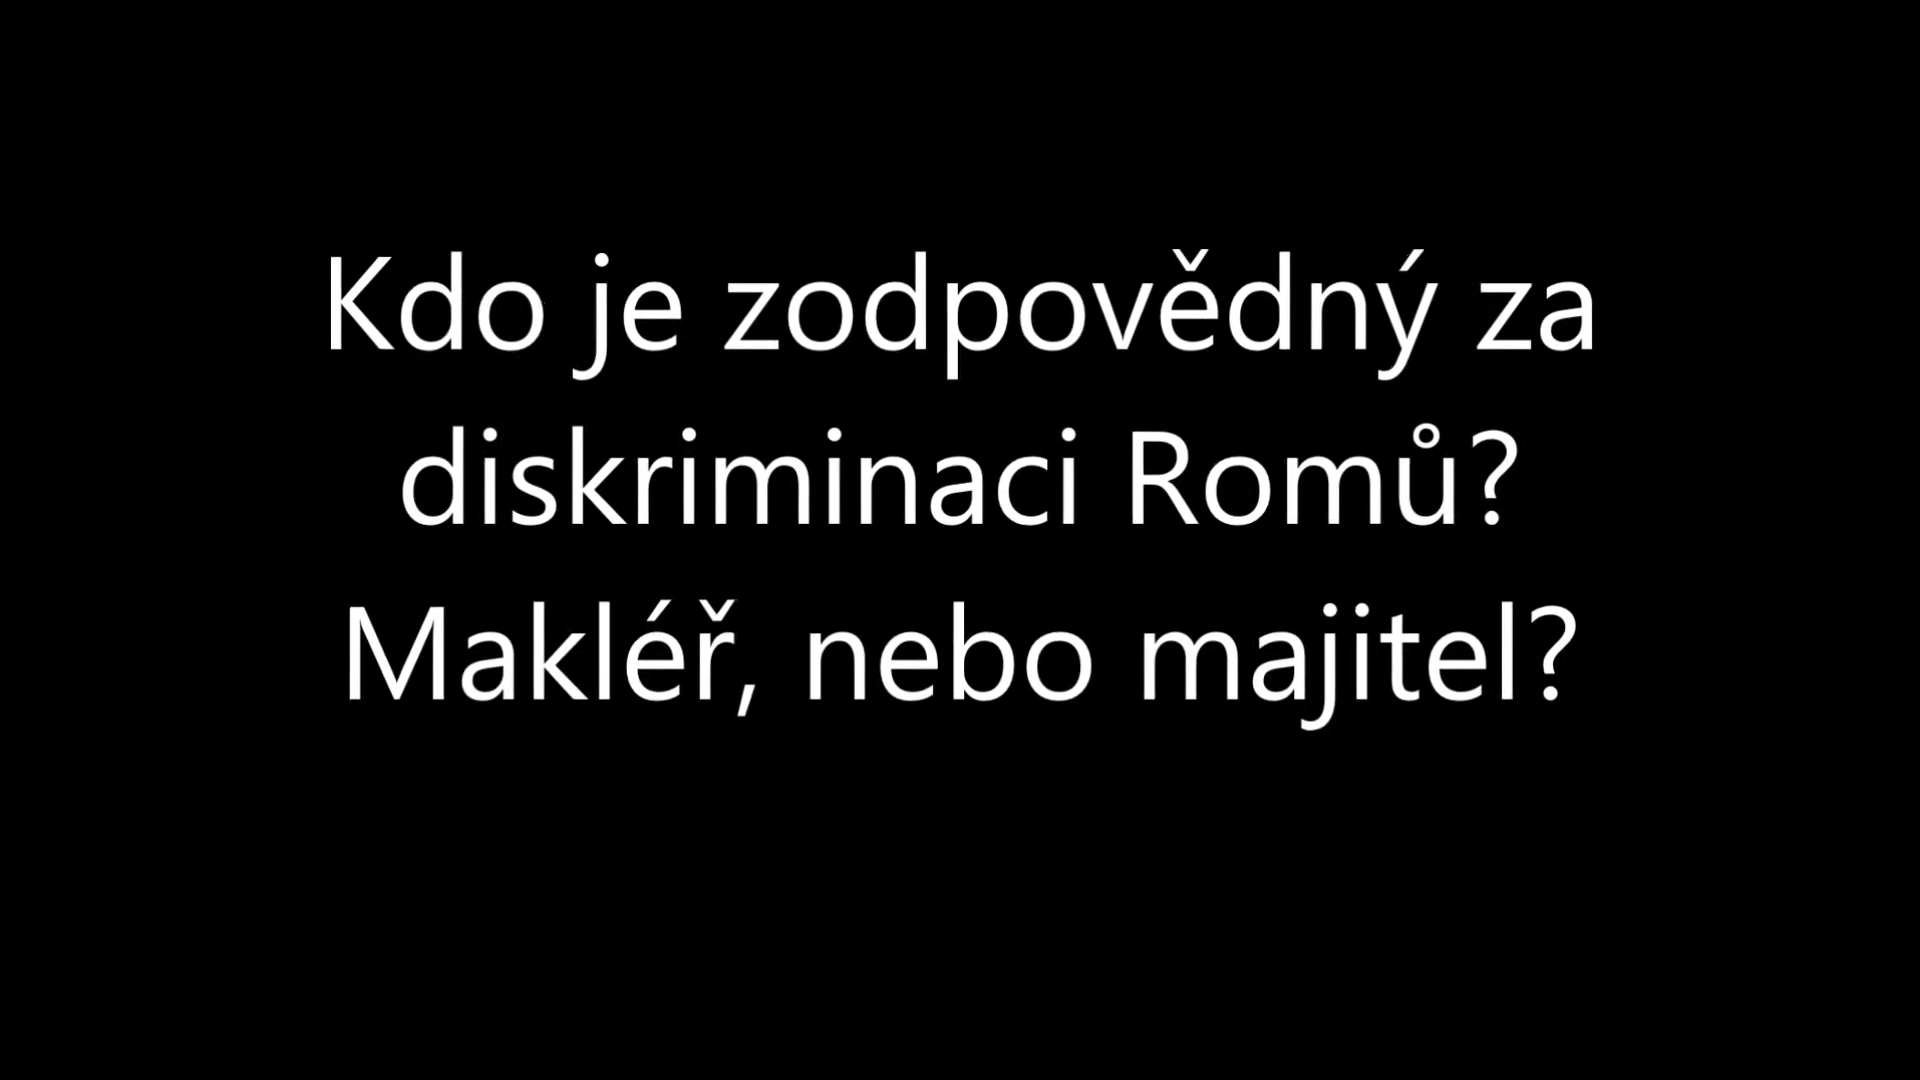 Kdo je zodpovědný za
diskriminaci Romů?
Makléř, nebo majitel?